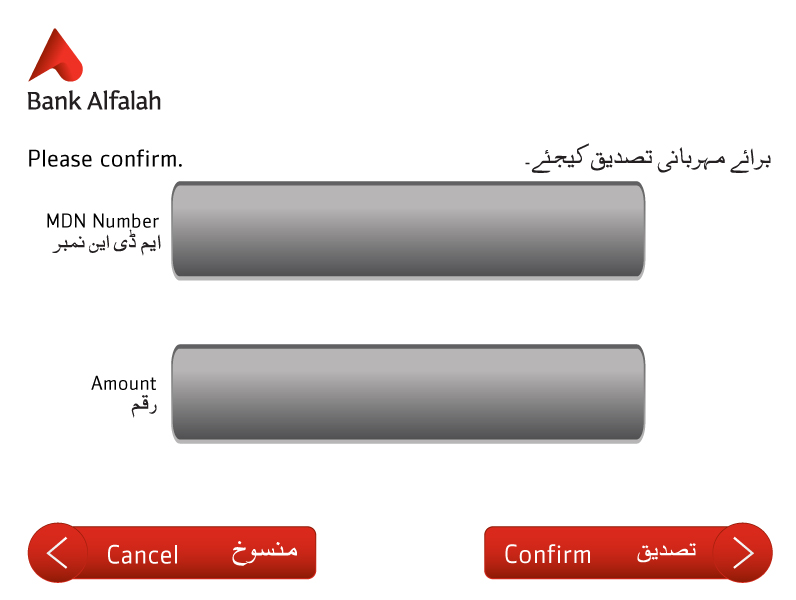 Bank Alfalah
Please confirm.
برائے مہربانی تصدیق کیجئے۔
MDN Number
ایم ڈی این نمبر
Amount
رقم
Cancel منسوخ
Confirm تصدیق